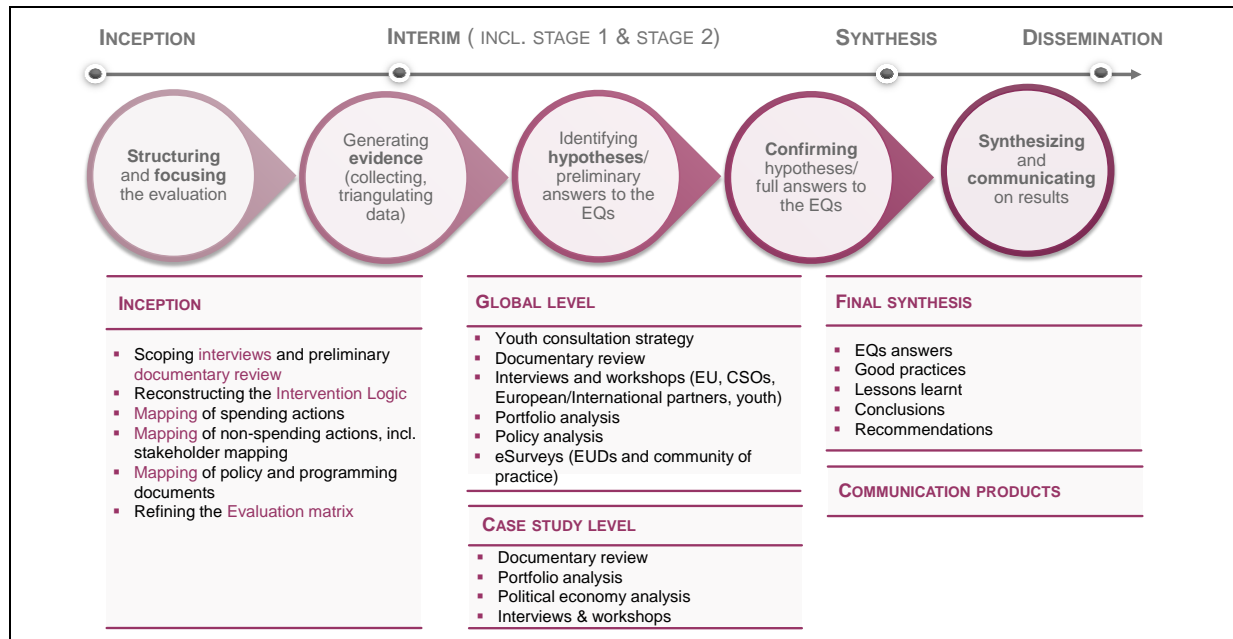 INCEPTION
INTERIM ( INCL. STAGE 1 & STAGE 2)
SYNTHESIS
DISSEMINATION
Structuring
and focusing
the evaluation
Generating
evidence
(collecting,
triangulating
data)
Identifying
hypotheses/
preliminary
answers to the
EQs
Confirming
hypotheses/
full answers to
the EQs
Synthesizing
and
communicating
on results
INCEPTION
▪ Scoping interviews and preliminary
documentary review
▪ Reconstructing the Intervention Logic
▪ Mapping of spending actions
▪ Mapping of non-spending actions, incl.
stakeholder mapping
▪ Mapping of policy and programming
documents
▪ Refining the Evaluation matrix
GLOBAL LEVEL
▪ Youth consultation strategy
▪ Documentary review
▪ Interviews and workshops (EU, CSOs,
European/International partners, youth)
▪ Portfolio analysis
▪ Policy analysis
▪ eSurveys (EUDs and community of
practice)
CASE STUDY LEVEL
▪ Documentary review
▪ Portfolio analysis
▪ Political economy analysis
▪ Interviews & workshops
FINAL SYNTHESIS
▪ EQs answers
▪ Good practices
▪ Lessons learnt
▪ Conclusions
▪ Recommendations
COMMUNICATION PRODUCTS